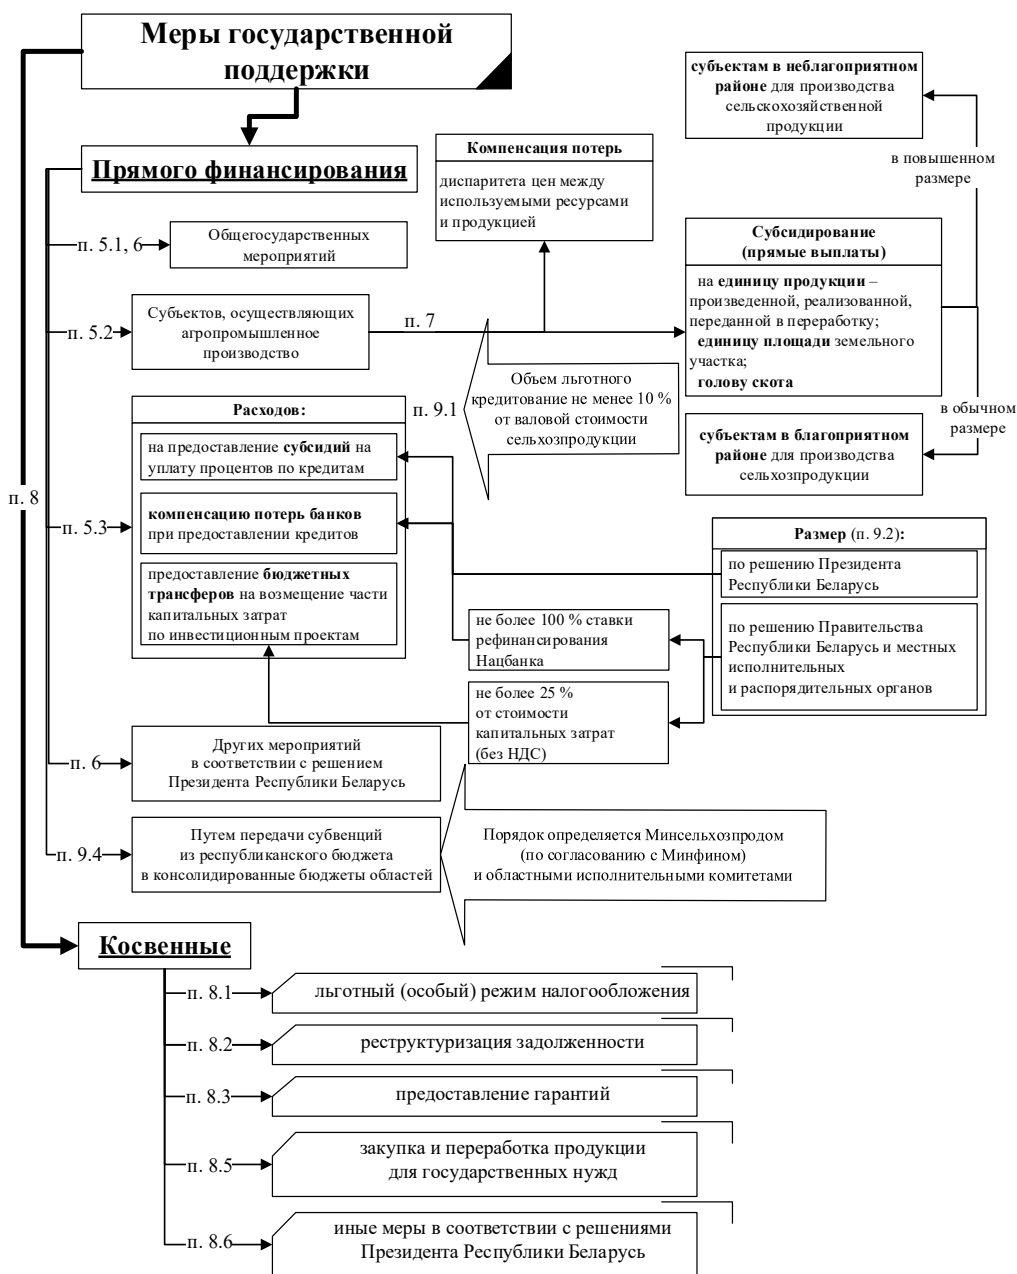 Меры государственной
поддержки
Прямого финансирования
п. 5.1, 6
Общегосударственных
мероприятий
п. 5.2
Субъектов, осуществляющих
агропромышленное
производство
п. 7
Компенсация потерь
диспаритета цен между
используемыми ресурсами
и продукцией
субъектам в неблагоприятном
районе для производства
сельскохозяйственной
продукции
в повышенном
размере
Субсидирование
(прямые выплаты)
на единицу продукции –
произведенной, реализованной,
переданной в переработку;
единицу площади земельного
участка;
голову скота
в обычном
размере
субъектам в благоприятном
районе для производства
сельхозпродукции
п. 9.1
Объем льготного
кредитование не менее 10 %
от валовой стоимости
сельхозпродукции
п. 8
п. 5.3
Расходов:
на предоставление субсидий на
уплату процентов по кредитам
компенсацию потерь банков
при предоставлении кредитов
предоставление бюджетных
трансферов на возмещение части
капитальных затрат
по инвестиционным проектам
Размер (п. 9.2):
по решению Президента
Республики Беларусь
по решению Правительства
Республики Беларусь и местных
исполнительных
и распорядительных органов
не более 100 % ставки
рефинансирования
Нацбанка
не более 25 %
от стоимости
капитальных затрат
(без НДС)
п. 6
Других мероприятий
в соответствии с решением
Президента Республики Беларусь
п. 9.4
Путем передачи субвенций
из республиканского бюджета
в консолидированные бюджеты областей
Порядок определяется Минсельхозпродом
(по согласованию с Минфином)
и областными исполнительными комитетами
Косвенные
п. 8.1
льготный (особый) режим налогообложения
п. 8.2
реструктуризация задолженности
п. 8.3
предоставление гарантий
п. 8.5
закупка и переработка продукции
для государственных нужд
п. 8.6
иные меры в соответствии с решениями
Президента Республики Беларусь